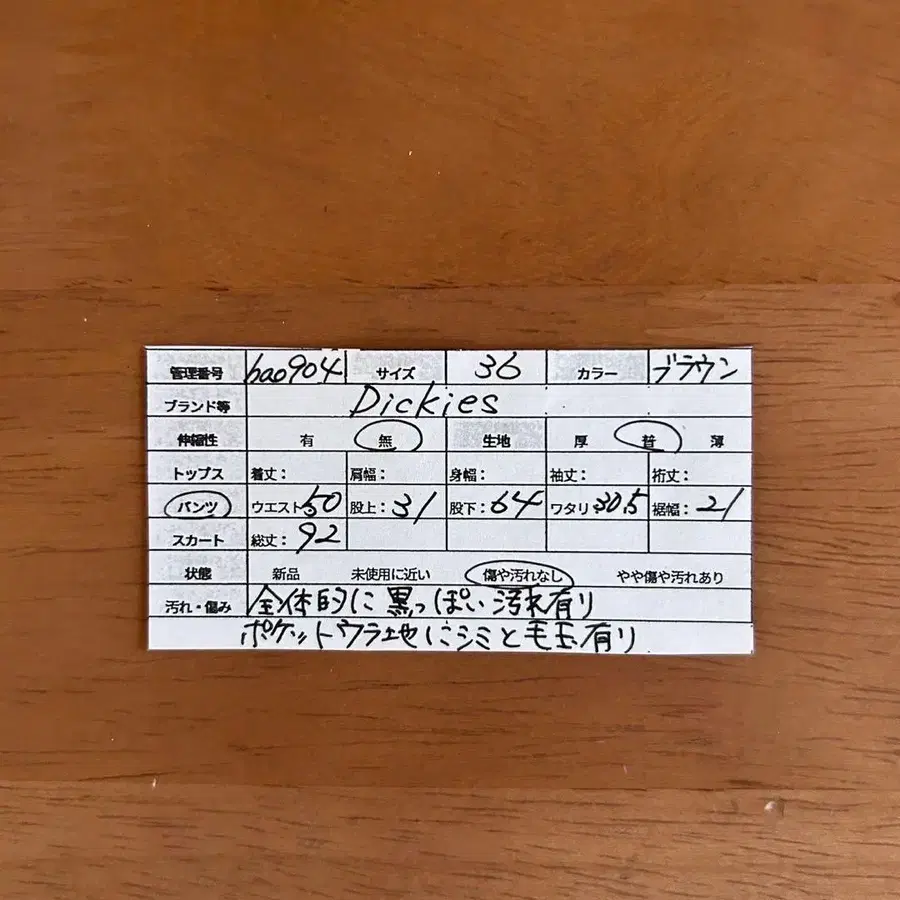 管理番号 bao904 サイズ 36 カラー ブラウン
ブランド等 Dickies
伸縮性 有 無 生地 厚 普 薄
トップス 着丈: 肩幅: 身幅: 袖丈: 裄丈:
パンツ ウエスト 50 股上: 31 股下: 64 ワタリ 30.5 裾幅: 21
スカート 総丈: 92
状態 新品 未使用に近い 傷や汚れなし やや傷や汚れあり
汚れ・傷み 全体的に黒っぽい汚れ有り
ポケットウラ地にシミと毛玉有り